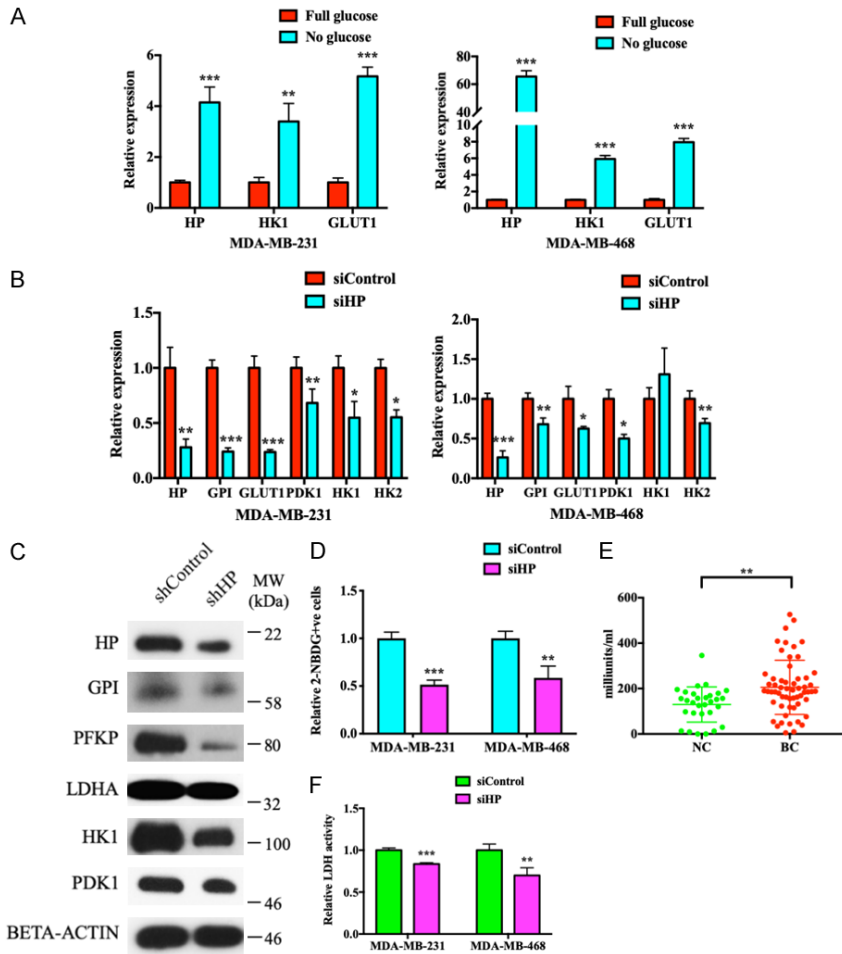 A
Full glucose
No glucose
Relative expression
6
4
2
0
***
**
***
HP
HK1
GLUT1
MDA-MB-231
Full glucose
No glucose
Relative expression
80
60
40
10
8
6
4
2
0
***
***
***
HP
HK1
GLUT1
MDA-MB-468
B
siControl
siHP
Relative expression
1.5
1.0
0.5
0.0
**
***
***
**
*
*
HP
GPI
GLUT1
PDK1
HK1
HK2
MDA-MB-231
siControl
siHP
Relative expression
2.0
1.5
1.0
0.5
0.0
***
**
*
*
**
HP
GPI
GLUT1
PDK1
HK1
HK2
MDA-MB-468
C
shControl
shHP
MW
(kDa)
HP
22
GPI
58
PFKP
80
LDHA
32
HK1
100
PDK1
46
BETA-ACTIN
46
D
siControl
siHP
Relative 2-NBDG+ve cells
1.5
1.0
0.5
0.0
***
**
MDA-MB-231
MDA-MB-468
E
**
milliunits/ml
600
400
200
0
NC
BC
F
siControl
siHP
Relative LDH activity
1.5
1.0
0.5
0.0
***
**
MDA-MB-231
MDA-MB-468